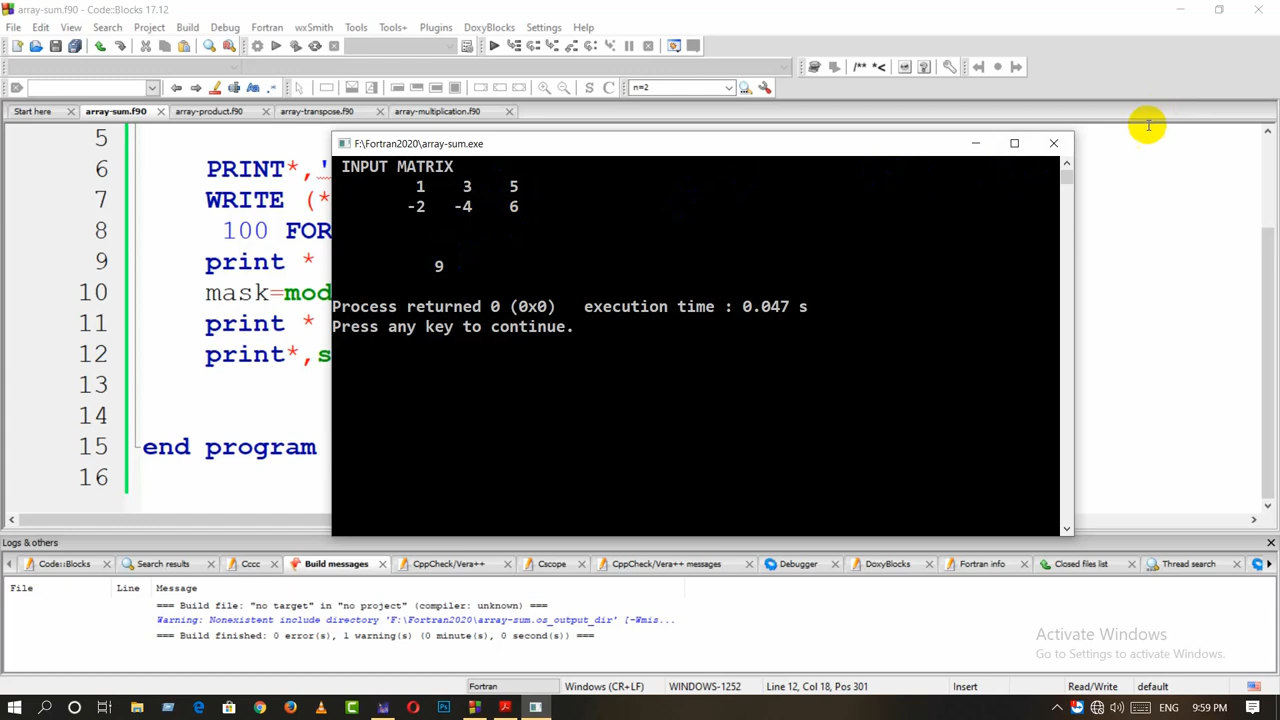 array-sum.f90 - Code::Blocks 17.12
File Edit View Search Project Build Debug Fortran wxSmith Tools Tools+ Plugins DoxyBlocks Settings Help
/** *<
S C n=2
Start here array-sum.f90 array-product.f90 array-transpose.f90 array-multiplication.f90
5
6 PRINT*,'
7 WRITE (*
8 100 FOR
9 print *
10 mask=mod
11 print *
12 print*,s
13
14
15 end program
16
F:\Fortran2020\array-sum.exe
INPUT MATRIX
1 3 5
-2 -4 6
9
Process returned 0 (0x0) execution time : 0.047 s
Press any key to continue.
Logs & others
Code::Blocks Search results Cccc Build messages CppCheck/Vera++ Cscope CppCheck/Vera++ messages Debugger DoxyBlocks Fortran info Closed files list Thread search
File Line Message
=== Build file: "no target" in "no project" (compiler: unknown) ===
Warning: Nonexistent include directory 'F:\Fortran2020\array-sum.os_output_dir' [-Wmis...
=== Build finished: 0 error(s), 1 warning(s) (0 minute(s), 0 second(s)) ===
Activate Windows
Go to Settings to activate Windows.
Fortran Windows (CR+LF) WINDOWS-1252 Line 12, Col 18, Pos 301 Insert Read/Write default
ENG 9:59 PM